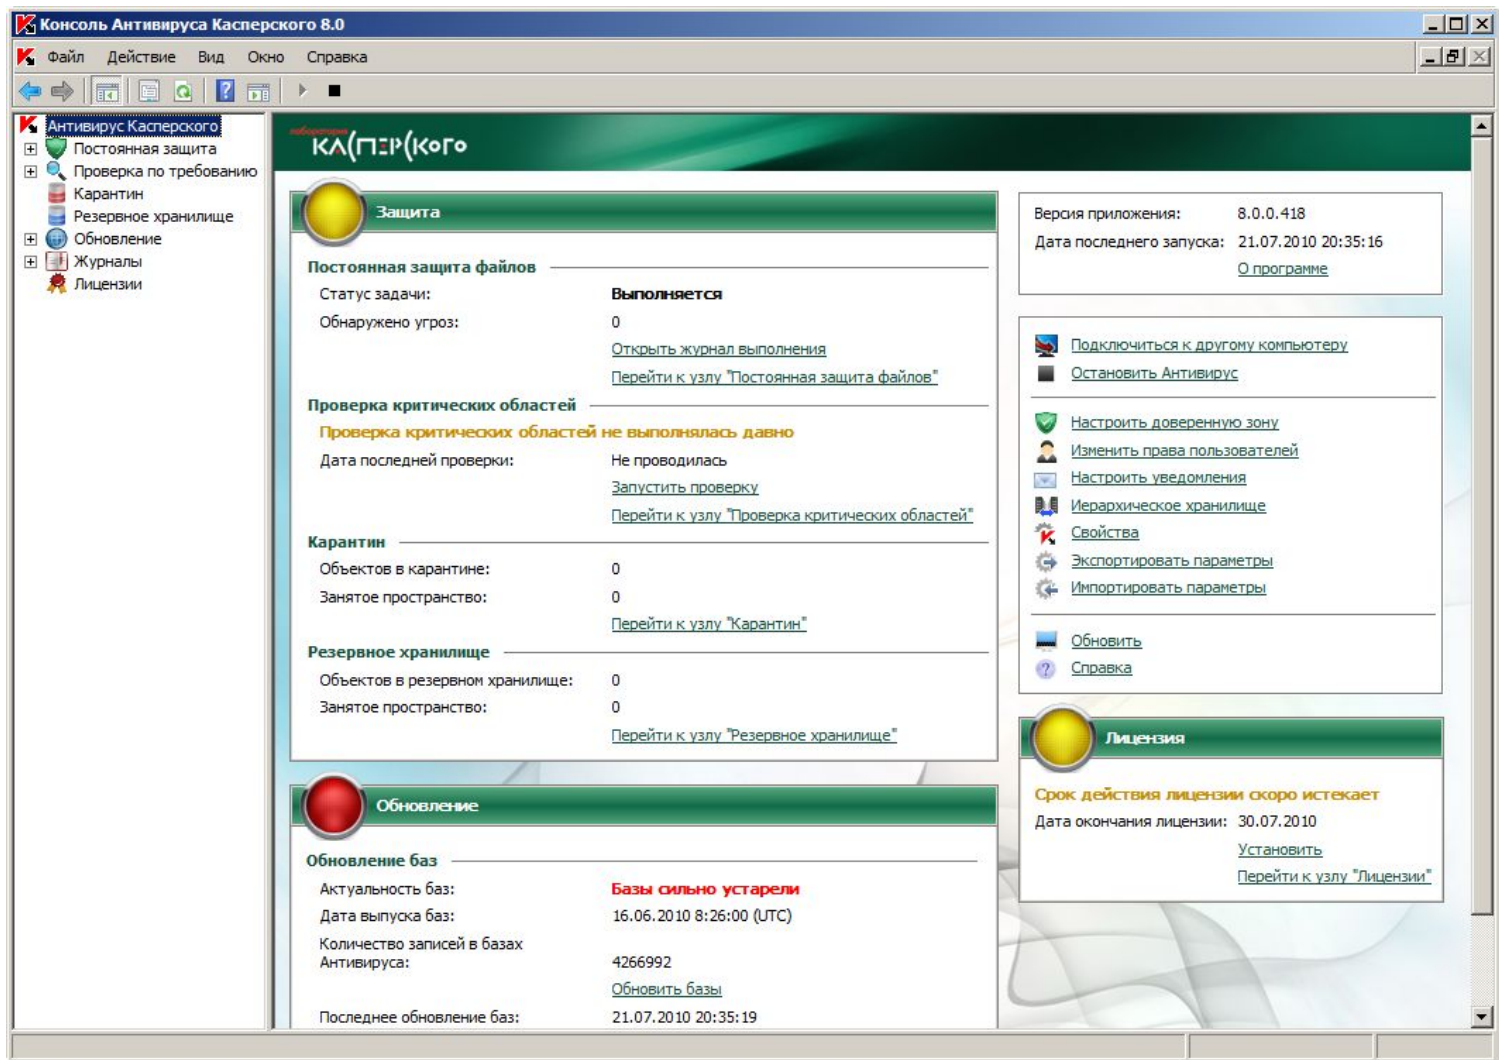 Консоль Антивируса Касперского 8.0
Файл Действие Вид Окно Справка
Антивирус Касперского
Постоянная защита
Проверка по требованию
Карантин
Резервное хранилище
Обновление
Журналы
Лицензии
лаборатория
КАСПЕРСКОГО
Защита
Постоянная защита файлов
Статус задачи: Выполняется
Обнаружено угроз: 0
Открыть журнал выполнения
Перейти к узлу "Постоянная защита файлов"
Проверка критических областей
Проверка критических областей не выполнялась давно
Дата последней проверки: Не проводилась
Запустить проверку
Перейти к узлу "Проверка критических областей"
Карантин
Объектов в карантине: 0
Занятое пространство: 0
Перейти к узлу "Карантин"
Резервное хранилище
Объектов в резервном хранилище: 0
Занятое пространство: 0
Перейти к узлу "Резервное хранилище"
Обновление
Обновление баз
Актуальность баз: Базы сильно устарели
Дата выпуска баз: 16.06.2010 8:26:00 (UTC)
Количество записей в базах
Антивируса: 4266992
Обновить базы
Последнее обновление баз: 21.07.2010 20:35:19
Версия приложения: 8.0.0.418
Дата последнего запуска: 21.07.2010 20:35:16
О программе
Подключиться к другому компьютеру
Остановить Антивирус
Настроить доверенную зону
Изменить права пользователей
Настроить уведомления
Иерархическое хранилище
Свойства
Экспортировать параметры
Импортировать параметры
Обновить
Справка
Лицензия
Срок действия лицензии скоро истекает
Дата окончания лицензии: 30.07.2010
Установить
Перейти к узлу "Лицензии"